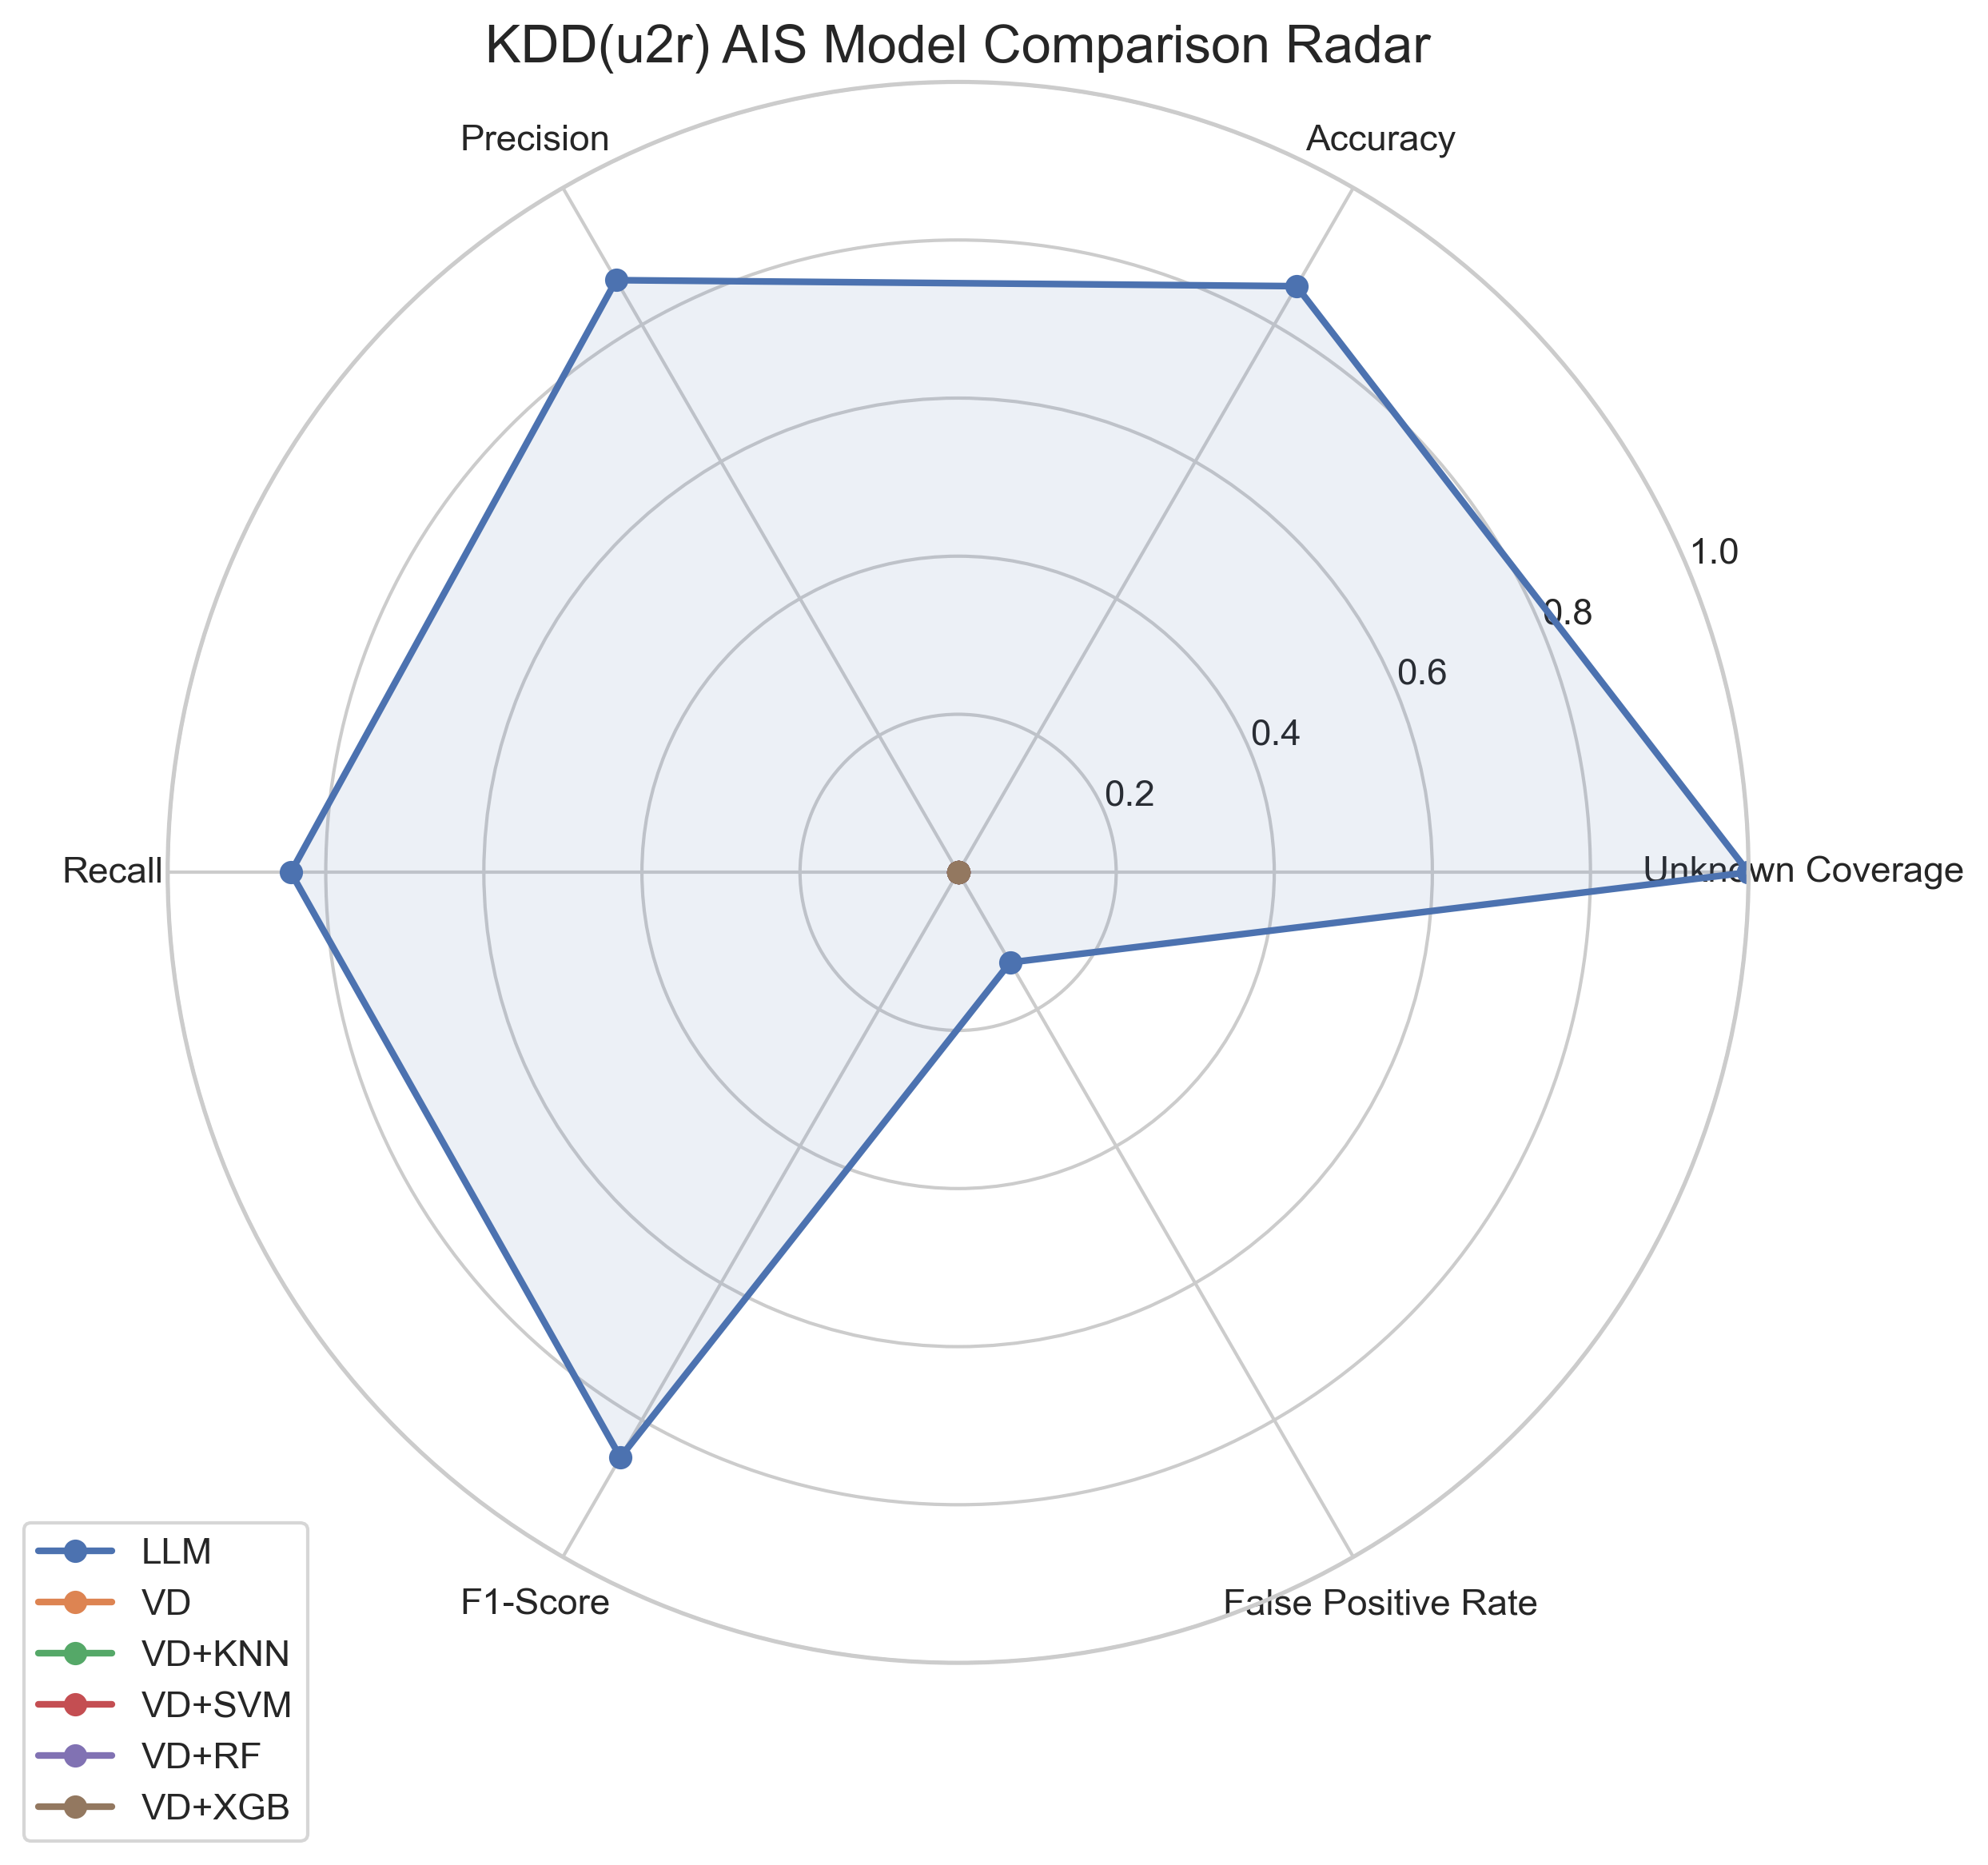 KDD(u2r) AIS Model Comparison Radar
Precision
Accuracy
1.0
0.8
0.6
0.4
0.2
Recall
Unknown Coverage
F1-Score
False Positive Rate
LLM
VD
VD+KNN
VD+SVM
VD+RF
VD+XGB